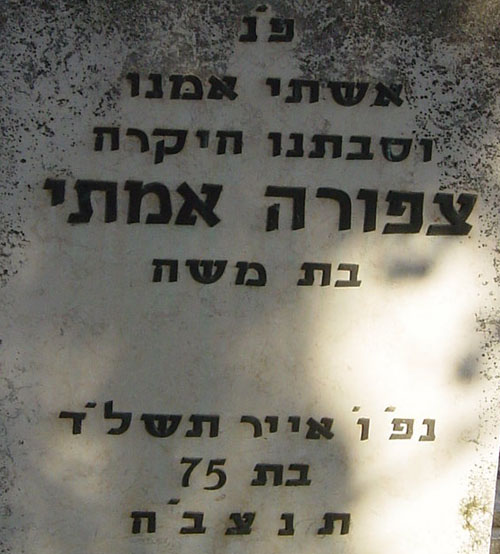 פ״נ
אשתי אמנו
וסבתנו היקרה
צפורה אמתי
בת משה
נפ׳ ו׳ אייר תשל״ד
בת 75
תנצב״ה